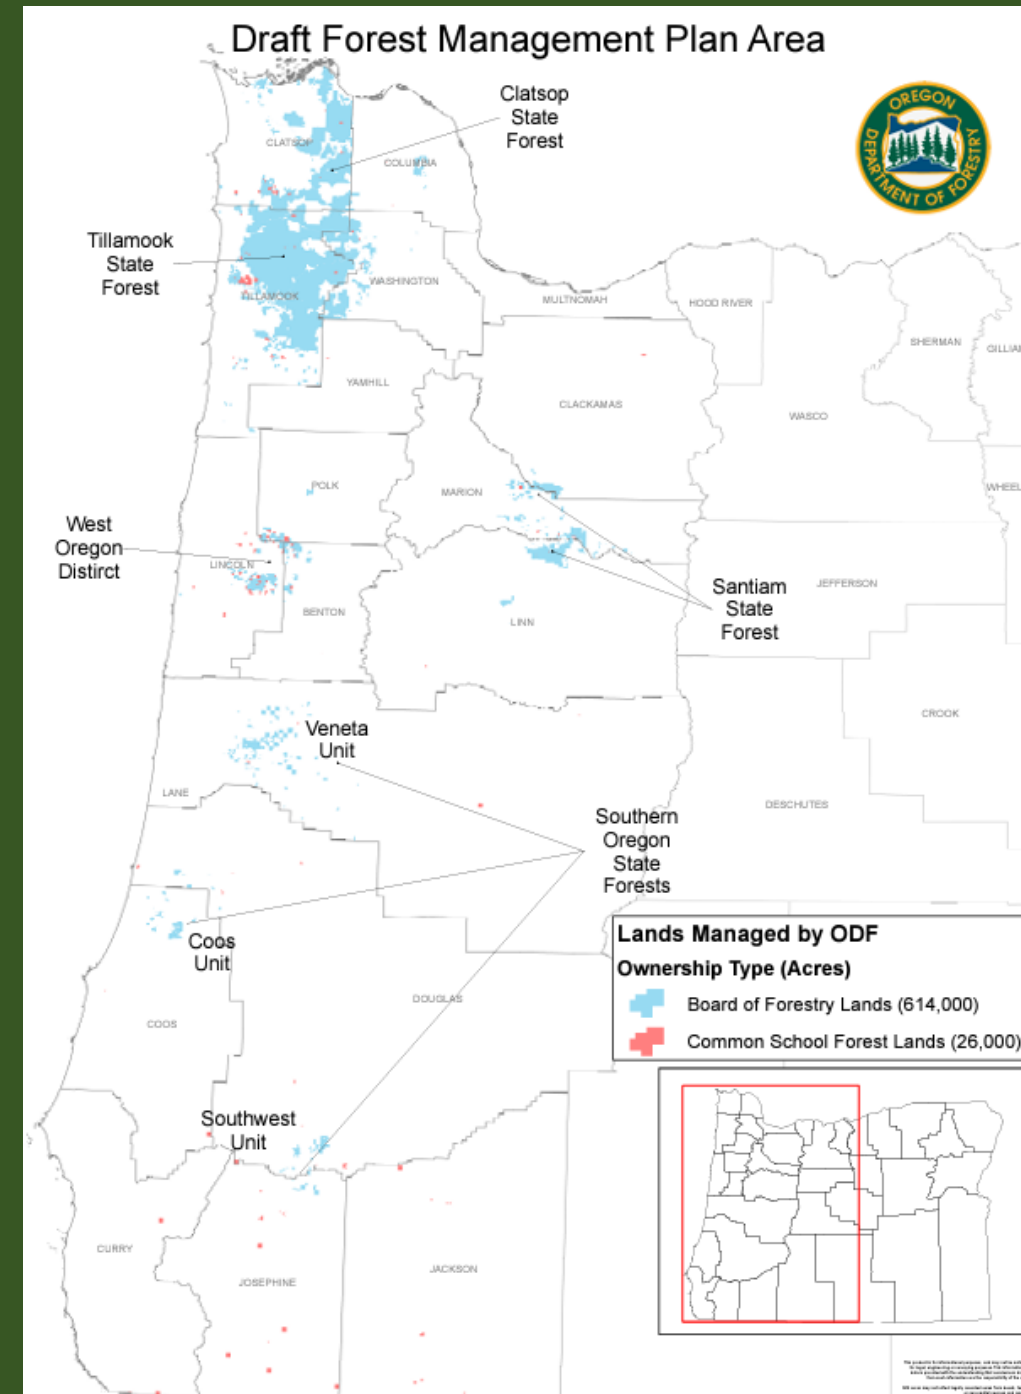 Draft Forest Management Plan Area
OREGON
DEPARTMENT OF FORESTRY
Clatsop
State
Forest
CLATSOP
COLUMBIA
Tillamook
State
Forest
TILLAMOOK
WASHINGTON
MULTNOMAH
HOOD RIVER
SHERMAN
GILLIA
YAMHILL
CLACKAMAS
WASCO
POLK
MARION
WHEEL
West
Oregon
Distirct
LINCOLN
BENTON
LINN
Santiam
State
Forest
JEFFERSON
CROOK
Veneta
Unit
LANE
DESCHUTES
Southern
Oregon
State
Forests
Coos
Unit
COOS
DOUGLAS
Lands Managed by ODF
Ownership Type (Acres)
Board of Forestry Lands (614,000)
Common School Forest Lands (26,000)
Southwest
Unit
CURRY
JOSEPHINE
JACKSON